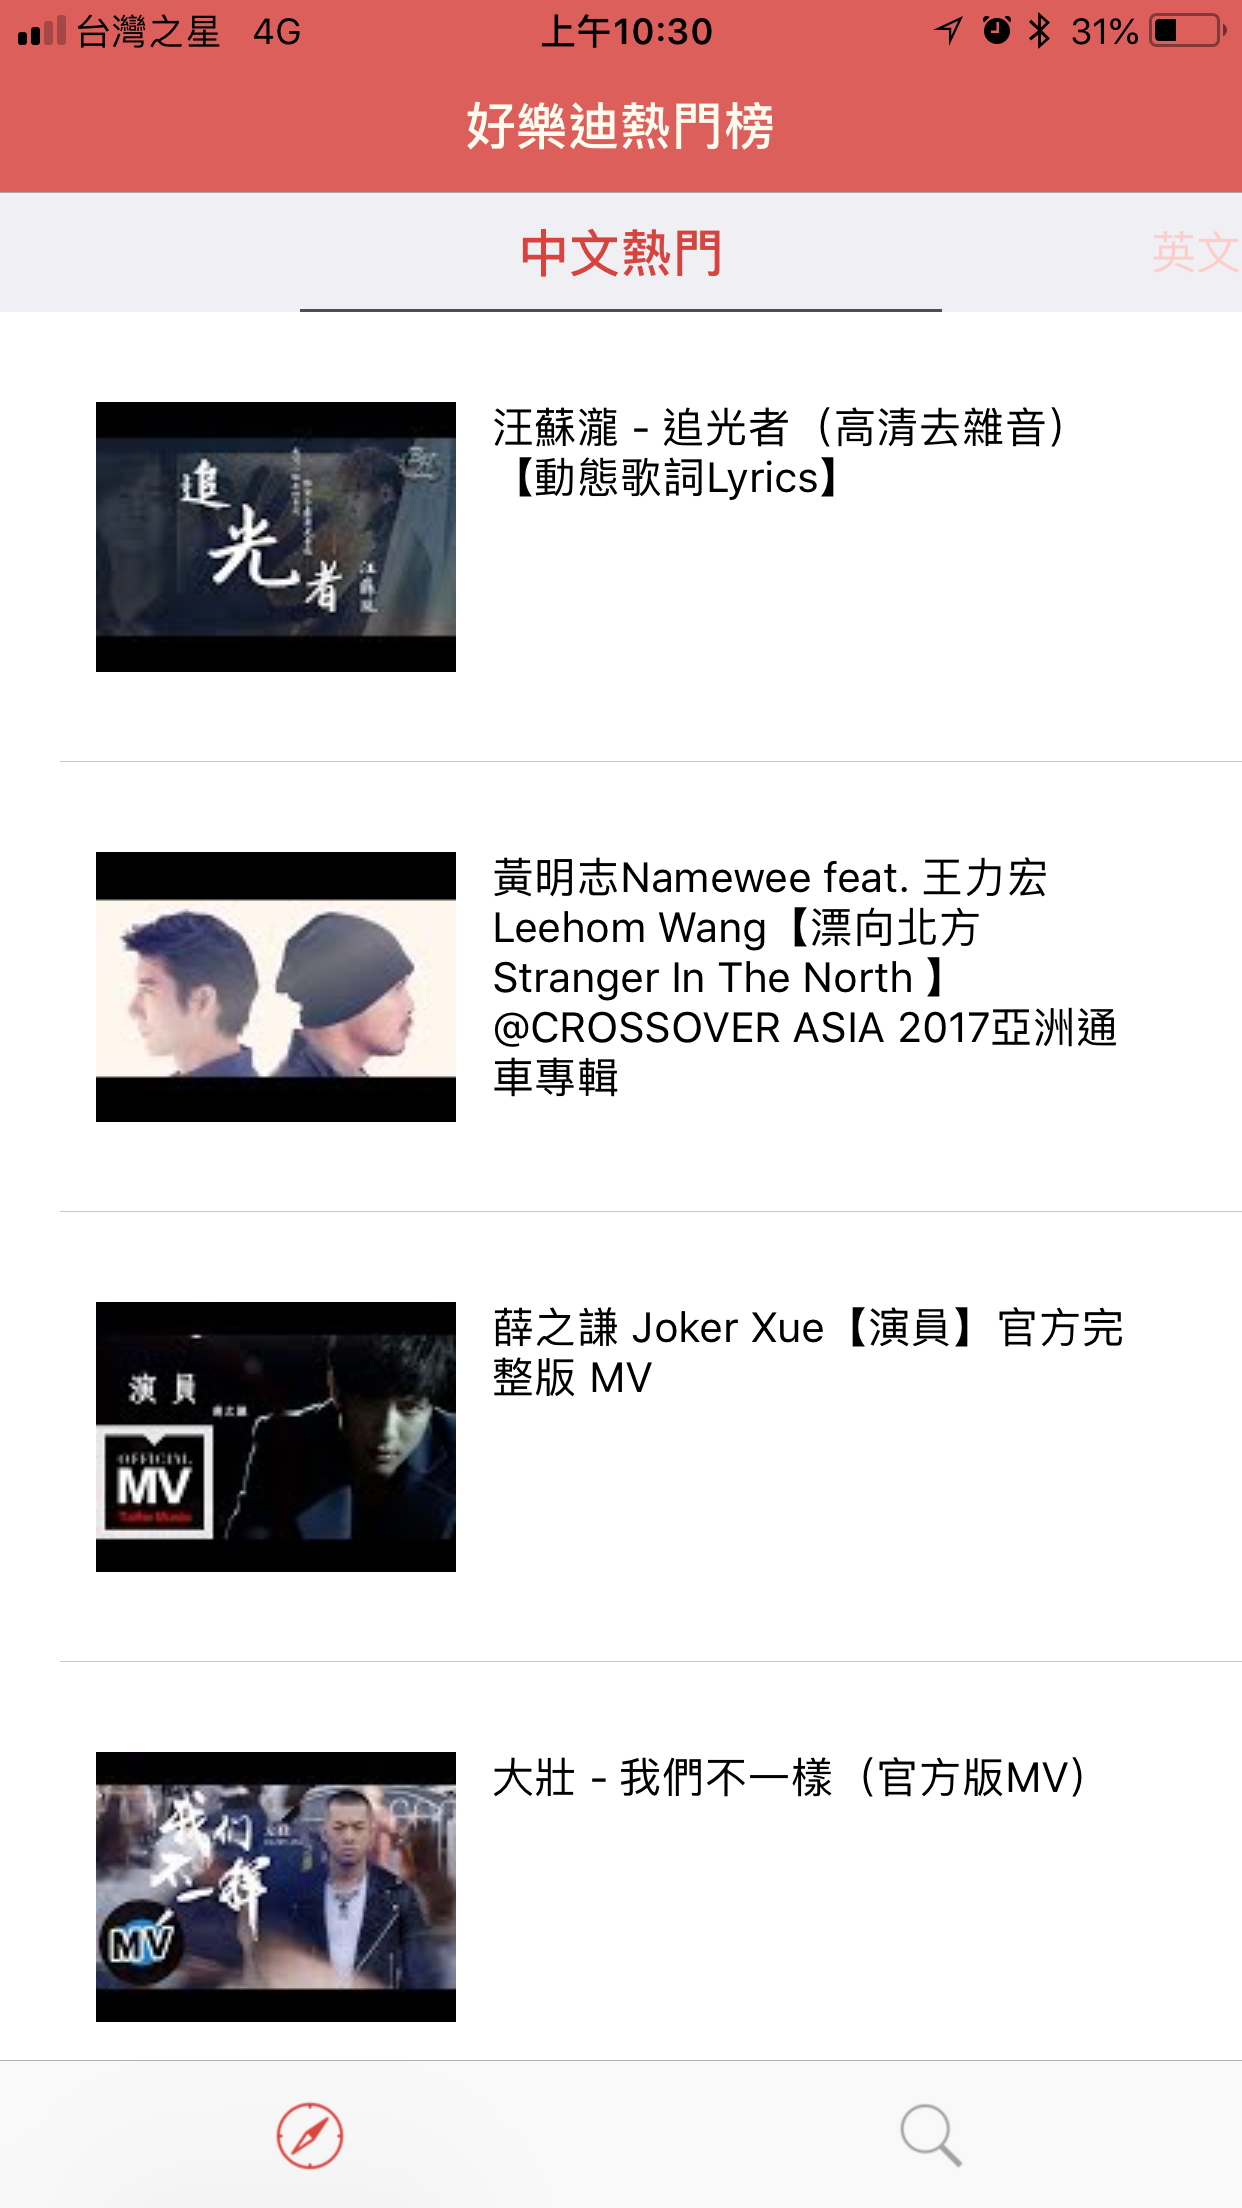 台灣之星 4G 上午10:30 31%
好樂迪熱門榜
中文熱門 英文
追光者
汪蘇瀧
汪蘇瀧 - 追光者（高清去雜音）
【動態歌詞Lyrics】
黃明志Namewee feat. 王力宏
Leehom Wang【漂向北方
Stranger In The North 】
@CROSSOVER ASIA 2017亞洲通
車專輯
演員
OFFICIAL
MV
薛之謙 Joker Xue【演員】官方完
整版 MV
我们
不一样
MV
大壯 - 我們不一樣（官方版MV）